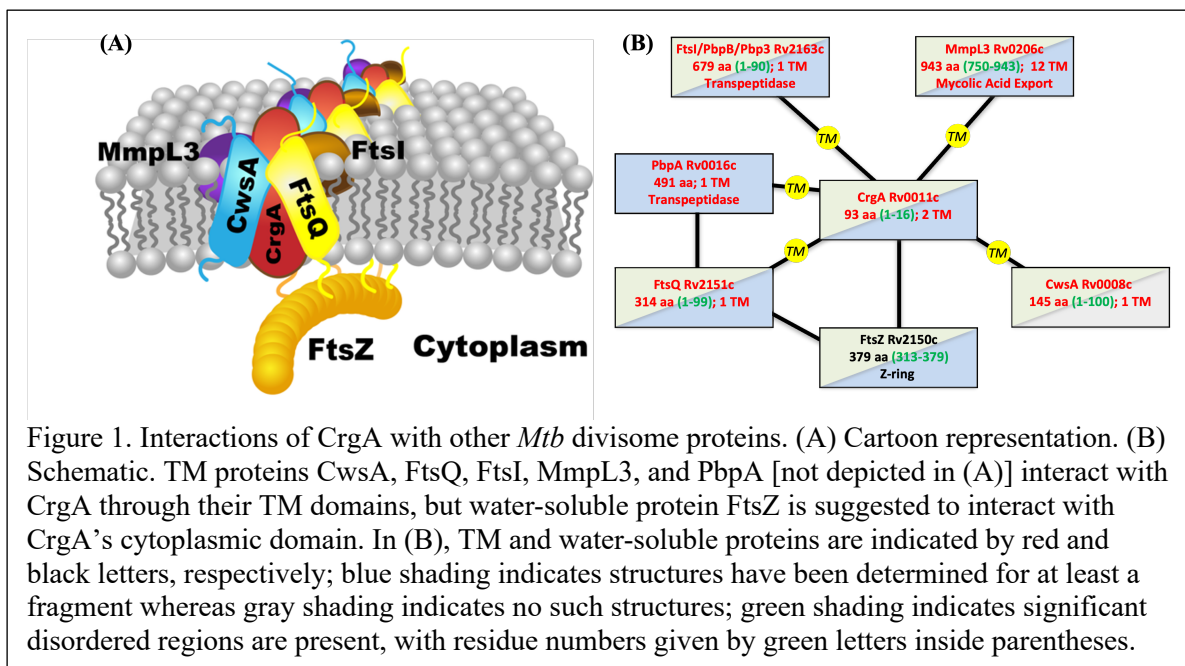 (A)
MmpL3
CwsA
CrgA
FtsQ
FtsI
FtsZ
Cytoplasm
(B)
FtsI/PbpB/Pbp3 Rv2163c
679 aa (1-90); 1 TM
Transpeptidase
MmpL3 Rv0206c
943 aa (750-943); 12 TM
Mycolic Acid Export
TM
TM
PbpA Rv0016c
491 aa; 1 TM
Transpeptidase
TM
CrgA Rv0011c
93 aa (1-16); 2 TM
TM
TM
FtsQ Rv2151c
314 aa (1-99); 1 TM
CwsA Rv0008c
145 aa (1-100); 1 TM
FtsZ Rv2150c
379 aa (313-379)
Z-ring
Figure 1. Interactions of CrgA with other Mtb divisome proteins. (A) Cartoon representation. (B)
Schematic. TM proteins CwsA, FtsQ, FtsI, MmpL3, and PbpA [not depicted in (A)] interact with
CrgA through their TM domains, but water-soluble protein FtsZ is suggested to interact with
CrgA's cytoplasmic domain. In (B), TM and water-soluble proteins are indicated by red and
black letters, respectively; blue shading indicates structures have been determined for at least a
fragment whereas gray shading indicates no such structures; green shading indicates significant
disordered regions are present, with residue numbers given by green letters inside parentheses.